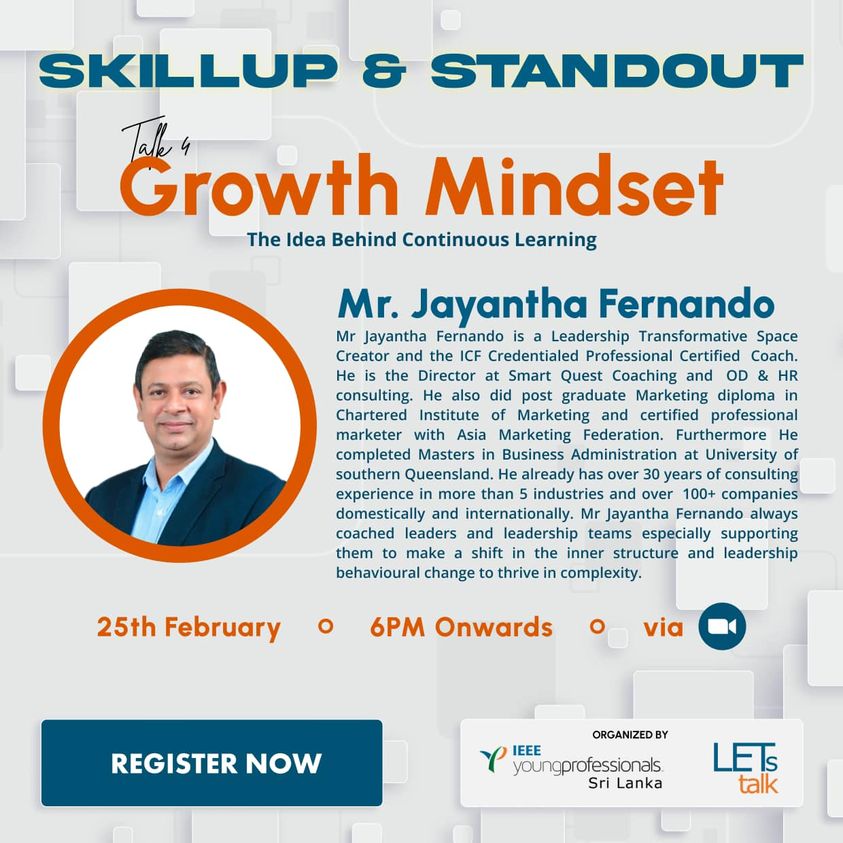 SKILLUP & STANDOUT
Talk 4
Growth Mindset
The Idea Behind Continuous Learning
Mr. Jayantha Fernando
Mr Jayantha Fernando is a Leadership Transformative Space
Creator and the ICF Credentialed Professional Certified Coach.
He is the Director at Smart Quest Coaching and OD & HR
consulting. He also did post graduate Marketing diploma in
Chartered Institute of Marketing and certified professional
marketer with Asia Marketing Federation. Furthermore He
completed Masters in Business Administration at University of
southern Queensland. He already has over 30 years of consulting
experience in more than 5 industries and over 100+ companies
domestically and internationally. Mr Jayantha Fernando always
coached leaders and leadership teams especially supporting
them to make a shift in the inner structure and leadership
behavioural change to thrive in complexity.
25th February 6PM Onwards via
REGISTER NOW
ORGANIZED BY
IEEE
youngprofessionals
Sri Lanka
LETs
talk